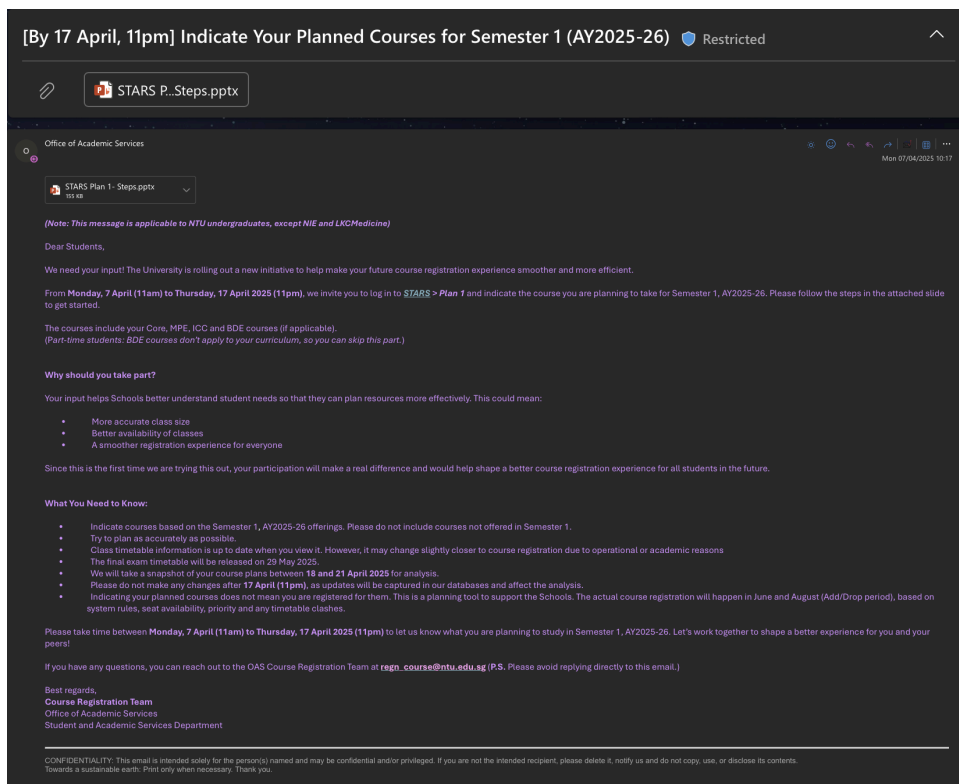 [By 17 April, 11pm] Indicate Your Planned Courses for Semester 1 (AY2025-26) Restricted
STARS P...Steps.pptx
O
Office of Academic Services
Mon 07/04/2025 10:17
STARS Plan 1- Steps.pptx
155 KB
(Note: This message is applicable to NTU undergraduates, except NIE and LKCMedicine)
Dear Students,
We need your input! The University is rolling out a new initiative to help make your future course registration experience smoother and more efficient.
From Monday, 7 April (11am) to Thursday, 17 April 2025 (11pm), we invite you to log in to STARS > Plan 1 and indicate the course you are planning to take for Semester 1, AY2025-26. Please follow the steps in the attached slide
to get started.
The courses include your Core, MPE, ICC and BDE courses (if applicable).
(Part-time students: BDE courses don't apply to your curriculum, so you can skip this part.)
Why should you take part?
Your input helps Schools better understand student needs so that they can plan resources more effectively. This could mean:
• More accurate class size
• Better availability of classes
• A smoother registration experience for everyone
Since this is the first time we are trying this out, your participation will make a real difference and would help shape a better course registration experience for all students in the future.
What You Need to Know:
• Indicate courses based on the Semester 1, AY2025-26 offerings. Please do not include courses not offered in Semester 1.
• Try to plan as accurately as possible.
• Class timetable information is up to date when you view it. However, it may change slightly closer to course registration due to operational or academic reasons
• The final exam timetable will be released on 29 May 2025.
• We will take a snapshot of your course plans between 18 and 21 April 2025 for analysis.
• Please do not make any changes after 17 April (11pm), as updates will be captured in our databases and affect the analysis.
• Indicating your planned courses does not mean you are registered for them. This is a planning tool to support the Schools. The actual course registration will happen in June and August (Add/Drop period), based on
system rules, seat availability, priority and any timetable clashes.
Please take time between Monday, 7 April (11am) to Thursday, 17 April 2025 (11pm) to let us know what you are planning to study in Semester 1, AY2025-26. Let's work together to shape a better experience for you and your
peers!
If you have any questions, you can reach out to the OAS Course Registration Team at regn_course@ntu.edu.sg (P.S. Please avoid replying directly to this email.)
Best regards,
Course Registration Team
Office of Academic Services
Student and Academic Services Department
CONFIDENTIALITY: This email is intended solely for the person(s) named and may be confidential and/or privileged. If you are not the intended recipient, please delete it, notify us and do not copy, use, or disclose its contents.
Towards a sustainable earth: Print only when necessary. Thank you.